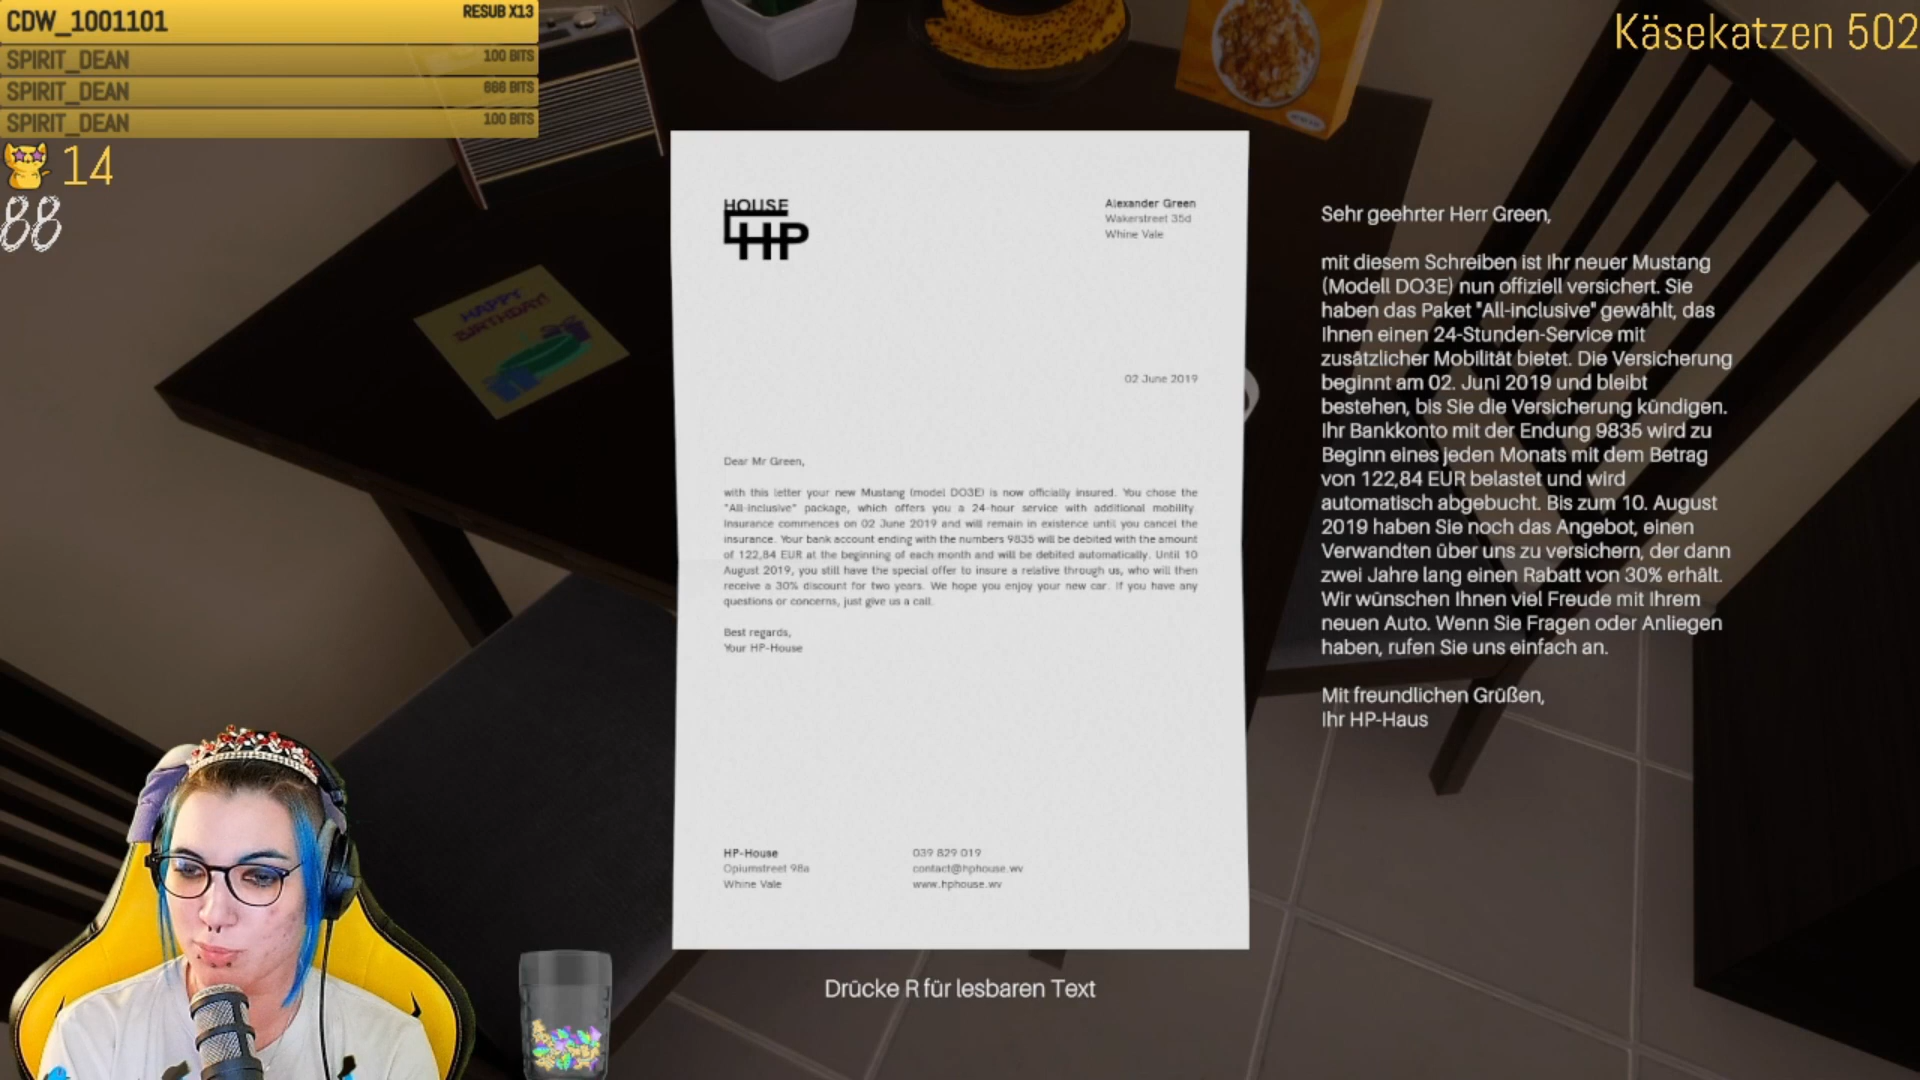 CDW_1001101
RESUB X13
SPIRIT_DEAN
100 BITS
SPIRIT_DEAN
666 BITS
SPIRIT_DEAN
100 BITS
14
88
Käsekatzen 502
HAPPY
BIRTHDAY!
HOUSE
HP
Alexander Green
Wakerstreet 35d
Whine Vale
02 June 2019
Dear Mr Green,
with this letter your new Mustang (model DO3E) is now officially insured. You chose the
"All-inclusive" package, which offers you a 24-hour service with additional mobility.
Insurance commences on 02 June 2019 and will remain in existence until you cancel the
insurance. Your bank account ending with the numbers 9835 will be debited with the amount
of 122,84 EUR at the beginning of each month and will be debited automatically. Until 10
August 2019, you still have the special offer to insure a relative through us, who will then
receive a 30% discount for two years. We hope you enjoy your new car. If you have any
questions or concerns, just give us a call.
Best regards,
Your HP-House
HP-House
Opiumstreet 98a
Whine Vale
039 829 019
contact@hphouse.wv
www.hphouse.wv
Sehr geehrter Herr Green,
mit diesem Schreiben ist Ihr neuer Mustang
(Modell DO3E) nun offiziell versichert. Sie
haben das Paket "All-inclusive" gewählt, das
Ihnen einen 24-Stunden-Service mit
zusätzlicher Mobilität bietet. Die Versicherung
beginnt am 02. Juni 2019 und bleibt
bestehen, bis Sie die Versicherung kündigen.
Ihr Bankkonto mit der Endung 9835 wird zu
Beginn eines jeden Monats mit dem Betrag
von 122,84 EUR belastet und wird
automatisch abgebucht. Bis zum 10. August
2019 haben Sie noch das Angebot, einen
Verwandten über uns zu versichern, der dann
zwei Jahre lang einen Rabatt von 30% erhält.
Wir wünschen Ihnen viel Freude mit Ihrem
neuen Auto. Wenn Sie Fragen oder Anliegen
haben, rufen Sie uns einfach an.
Mit freundlichen Grüßen,
Ihr HP-Haus
Drücke R für lesbaren Text